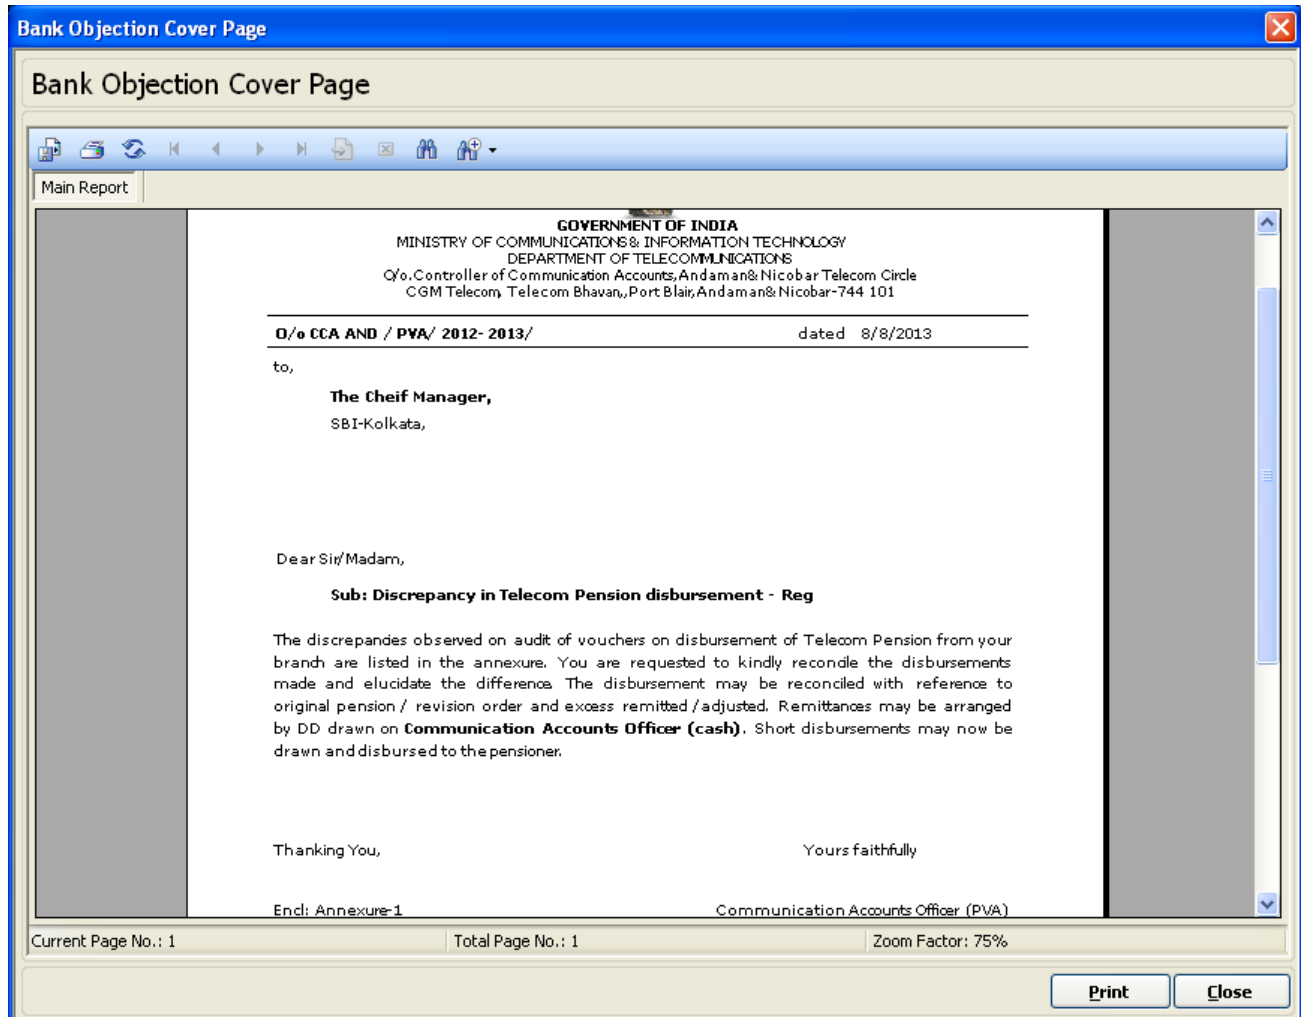 Bank Objection Cover Page
Bank Objection Cover Page
Main Report
GOVERNMENT OF INDIA
MINISTRY OF COMMUNICATIONS & INFORMATION TECHNOLOGY
DEPARTMENT OF TELECOMMUNICATIONS
O/o.Controller of Communication Accounts,Andaman& Nicobar Telecom Circle
CGM Telecom, Telecom Bhavan,,Port Blair,Andaman& Nicobar-744 101
O/o CCA AND / PVA/ 2012- 2013/ dated 8/8/2013
to,
The Cheif Manager,
SBI-Kolkata,
Dear Sir/Madam,
Sub: Discrepancy in Telecom Pension disbursement - Reg
The discrepancies observed on audit of vouchers on disbursement of Telecom Pension from your
branch are listed in the annexure. You are requested to kindly reconcile the disbursements
made and elucidate the difference. The disbursement may be reconciled with reference to
original pension / revision order and excess remitted /adjusted. Remittances may be arranged
by DD drawn on Communication Accounts Officer (cash). Short disbursements may now be
drawn and disbursed to the pensioner.
Thanking You, Yours faithfully
Encl: Annexure-1 Communication Accounts Officer (PVA)
Current Page No.: 1 Total Page No.: 1 Zoom Factor: 75%
Print Close